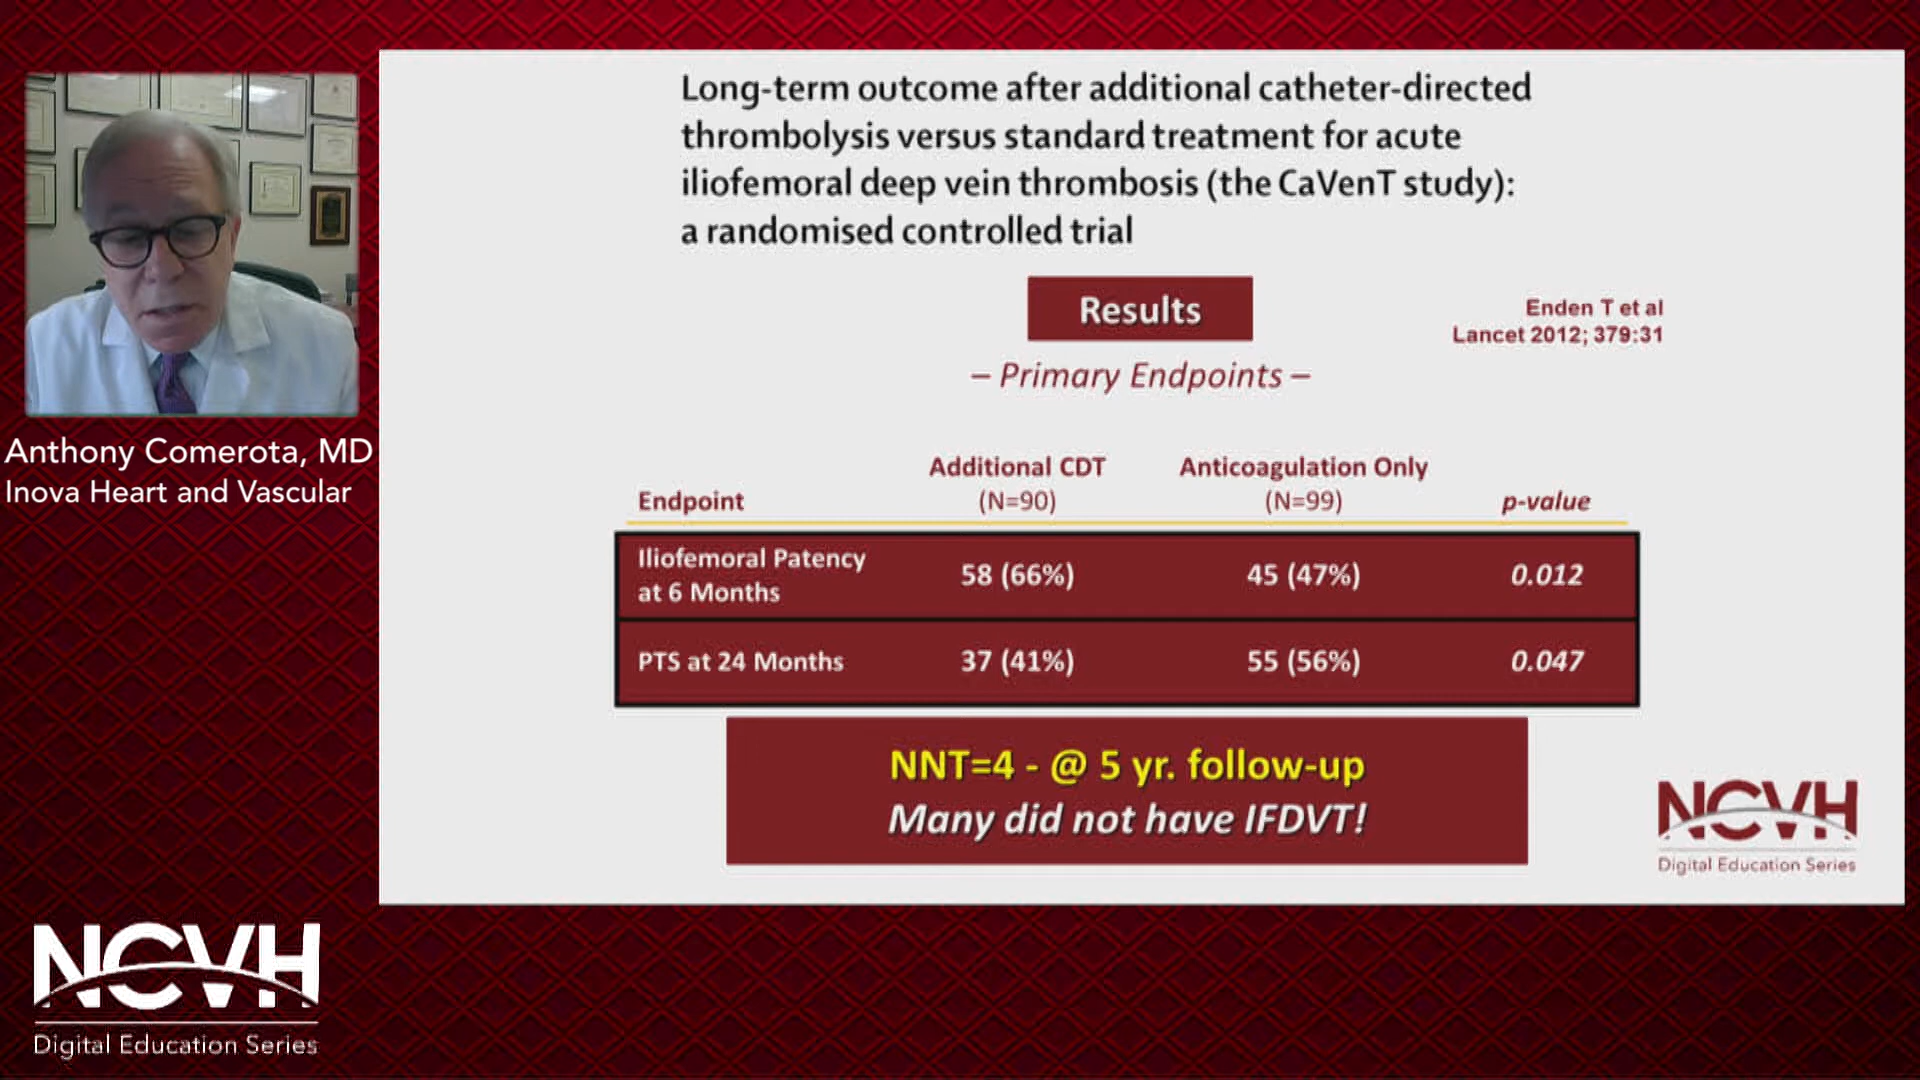 Long-term outcome after additional catheter-directed
thrombolysis versus standard treatment for acute
iliofemoral deep vein thrombosis (the CaVenT study):
a randomised controlled trial
Results
Enden T et al
Lancet 2012; 379:31
– Primary Endpoints –
Anthony Comerota, MD
Inova Heart and Vascular
Endpoint Additional CDT (N=90) Anticoagulation Only (N=99) p-value
Iliofemoral Patency
at 6 Months 58 (66%) 45 (47%) 0.012
PTS at 24 Months 37 (41%) 55 (56%) 0.047
NNT=4 - @ 5 yr. follow-up
Many did not have IFDVT!
NCVH
Digital Education Series
NCVH
Digital Education Series